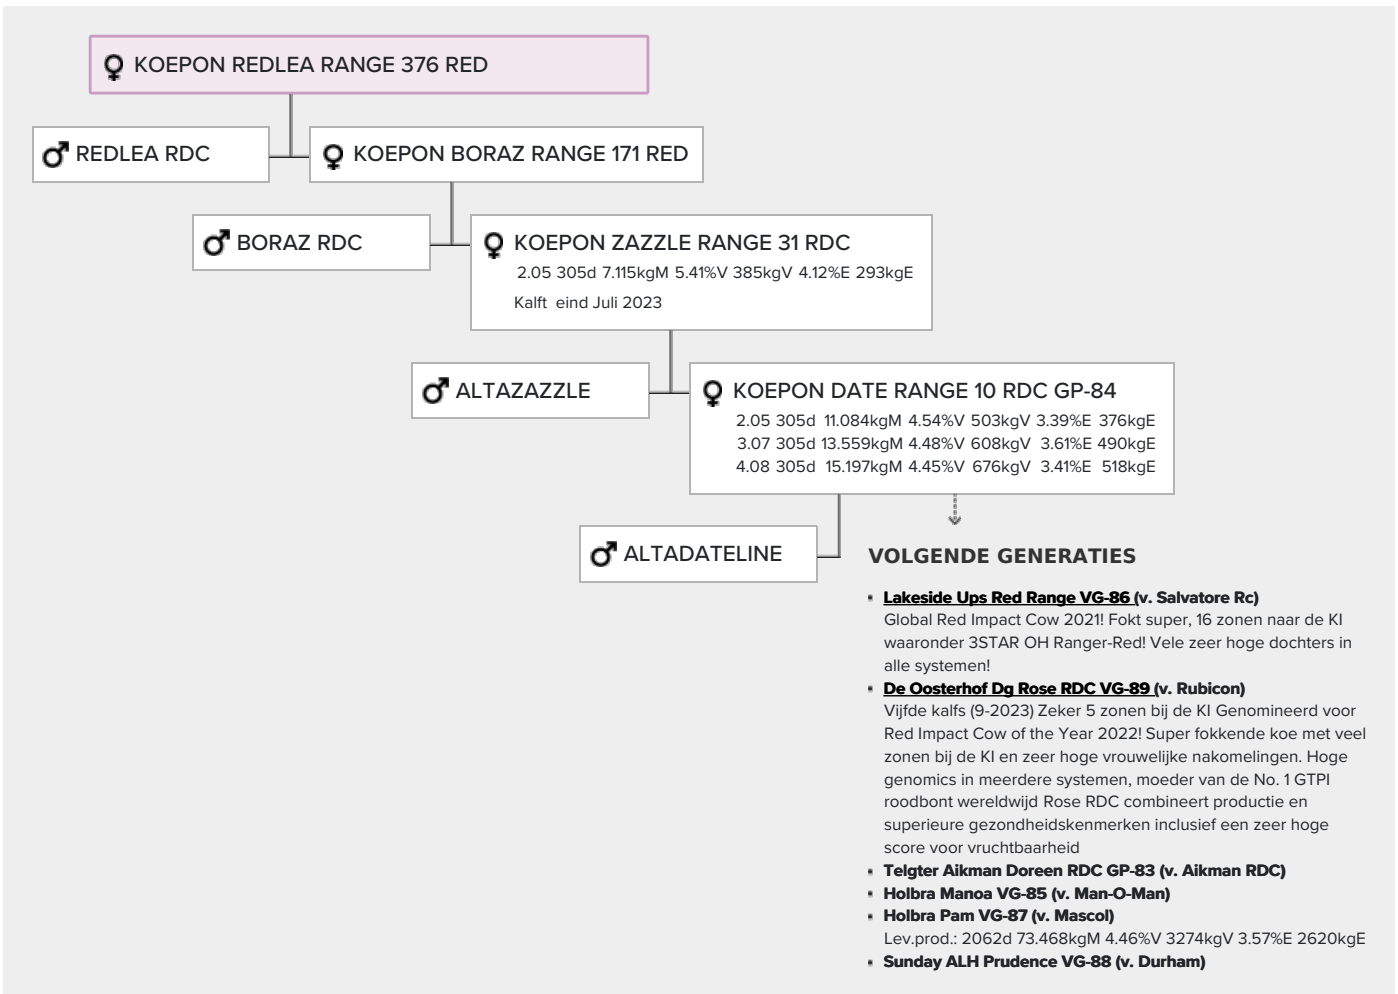 KOEPON REDLEA RANGE 376 RED
REDLEA RDC
KOEPON BORAZ RANGE 171 RED
BORAZ RDC
KOEPON ZAZZLE RANGE 31 RDC
2.05 305d 7.115kgM 5.41%V 385kgV 4.12%E 293kgE
Kalft eind Juli 2023
ALTAZAZZLE
KOEPON DATE RANGE 10 RDC GP-84
2.05 305d 11.084kgM 4.54%V 503kgV 3.39%E 376kgE
3.07 305d 13.559kgM 4.48%V 608kgV 3.61%E 490kgE
4.08 305d 15.197kgM 4.45%V 676kgV 3.41%E 518kgE
ALTADATELINE
VOLGENDE GENERATIES
Lakeside Ups Red Range VG-86 (v. Salvatore Rc)
Global Red Impact Cow 2021! Fokt super, 16 zonen naar de KI
waaronder 3STAR OH Ranger-Red! Vele zeer hoge dochters in
alle systemen!
De Oosterhof Dg Rose RDC VG-89 (v. Rubicon)
Vijfde kalfs (9-2023) Zeker 5 zonen bij de KI Genomineerd voor
Red Impact Cow of the Year 2022! Super fokkende koe met veel
zonen bij de KI en zeer hoge vrouwelijke nakomelingen. Hoge
genomics in meerdere systemen, moeder van de No. 1 GTPI
roodbont wereldwijd Rose RDC combineert productie en
superieure gezondheidskenmerken inclusief een zeer hoge
score voor vruchtbaarheid
Telgter Aikman Doreen RDC GP-83 (v. Aikman RDC)
Holbra Manoa VG-85 (v. Man-O-Man)
Holbra Pam VG-87 (v. Mascol)
Lev.prod.: 2062d 73.468kgM 4.46%V 3274kgV 3.57%E 2620kgE
Sunday ALH Prudence VG-88 (v. Durham)